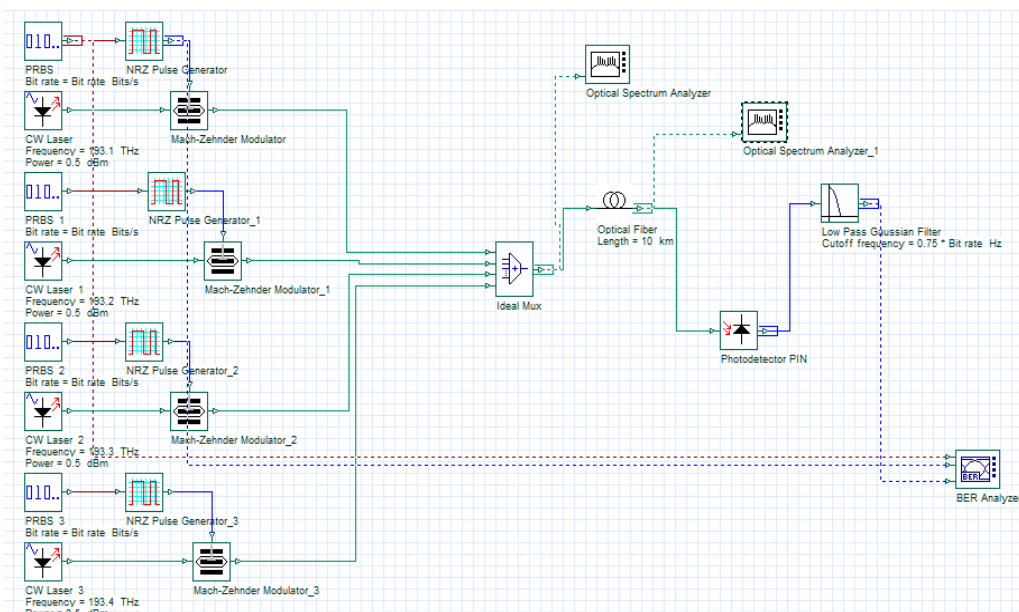 PRBS
Bit rate = Bit rate Bits/s
NRZ Pulse Generator
CW Laser
Frequency = 193.1 THz
Power = 0.5 dBm
Mach-Zehnder Modulator
PRBS 1
Bit rate = Bit rate Bits/s
NRZ Pulse Generator_1
CW Laser 1
Frequency = 193.2 THz
Power = 0.5 dBm
Mach-Zehnder Modulator_1
PRBS 2
Bit rate = Bit rate Bits/s
NRZ Pulse Generator_2
CW Laser 2
Frequency = 193.3 THz
Power = 0.5 dBm
Mach-Zehnder Modulator_2
PRBS 3
Bit rate = Bit rate Bits/s
NRZ Pulse Generator_3
CW Laser 3
Frequency = 193.4 THz
Power = 0.5 dBm
Mach-Zehnder Modulator_3
Ideal Mux
Optical Spectrum Analyzer
Optical Spectrum Analyzer_1
Optical Fiber
Length = 10 km
Low Pass Gaussian Filter
Cutoff frequency = 0.75 * Bit rate Hz
Photodetector PIN
BER
BER Analyze